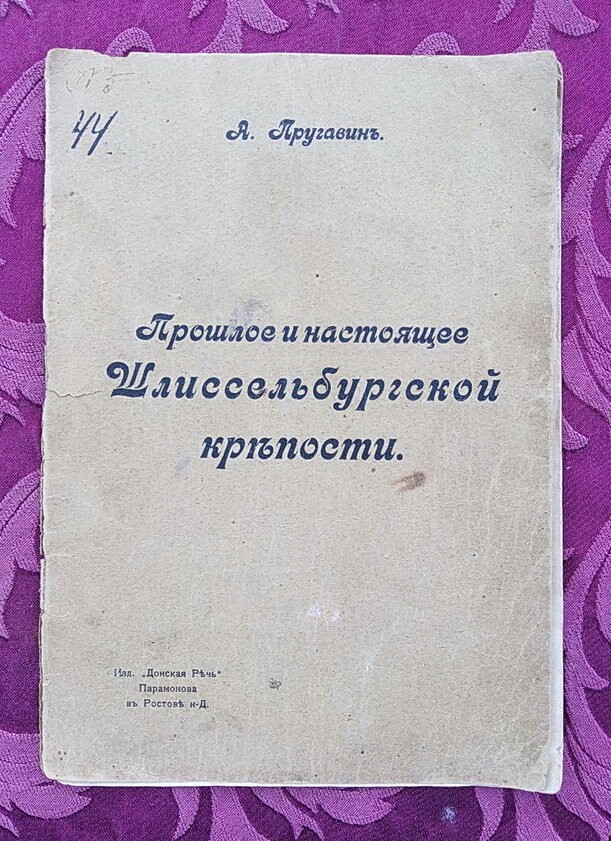 44
А. Пругавинъ.
Прошлое и настоящее
Шлиссельбургской
крѣпости.
Изд. „Донская Рѣчь“
Парамонова
въ Ростовѣ н-Д.